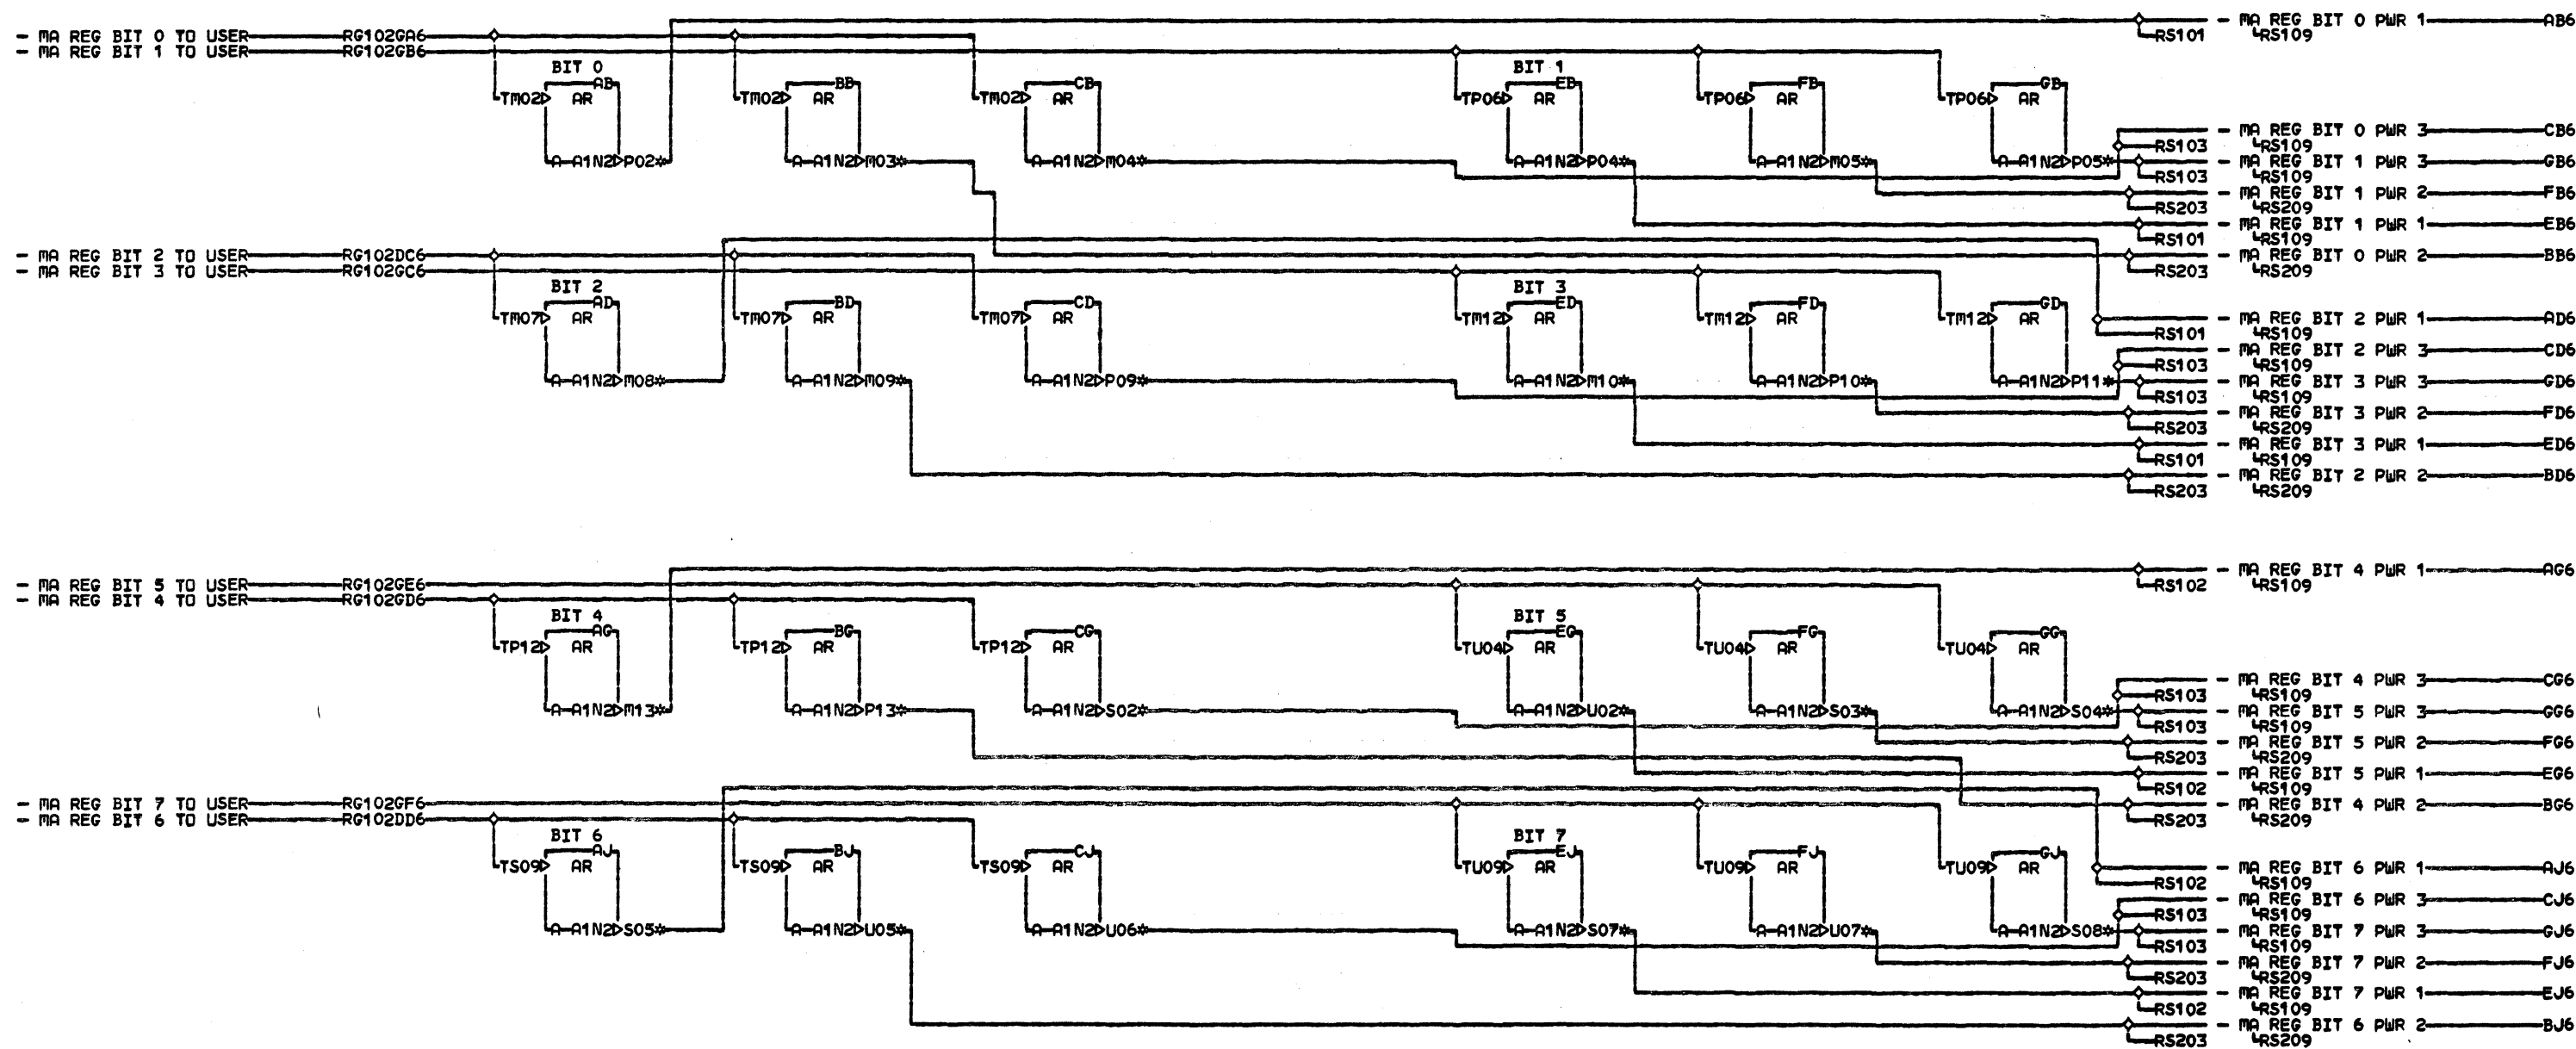 - MA REG BIT 0 PWR 1 AB6
RS101 RS109
- MA REG BIT 0 TO USER RG102GA6
- MA REG BIT 1 TO USER RG102GB6
BIT 0 BIT 1
AB BB CB EB FB GB
TM02 AR TM02 AR TM02 AR TP06 AR TP06 AR TP06 AR
- MA REG BIT 0 PWR 3 CB6
RS103 RS109
A A1N2 P02* A A1N2 M03* A A1N2 M04* A A1N2 P04* A A1N2 M05* A A1N2 P05* - MA REG BIT 1 PWR 3 GB6
RS103 RS109
- MA REG BIT 1 PWR 2 FB6
RS203 RS209
- MA REG BIT 1 PWR 1 EB6
RS101 RS109
- MA REG BIT 2 TO USER RG102DC6 - MA REG BIT 0 PWR 2 BB6
- MA REG BIT 3 TO USER RG102GC6 RS203 RS209
BIT 2 BIT 3
AD BD CD ED FD GD
TM07 AR TM07 AR TM07 AR TM12 AR TM12 AR TM12 AR - MA REG BIT 2 PWR 1 AD6
RS101 RS109
- MA REG BIT 2 PWR 3 CD6
RS103 RS109
A A1N2 M08* A A1N2 M09* A A1N2 P09* A A1N2 M10* A A1N2 P10* A A1N2 P11* - MA REG BIT 3 PWR 3 GD6
RS103 RS109
- MA REG BIT 3 PWR 2 FD6
RS203 RS209
- MA REG BIT 3 PWR 1 ED6
RS101 RS109
- MA REG BIT 2 PWR 2 BD6
RS203 RS209
- MA REG BIT 4 PWR 1 AG6
- MA REG BIT 5 TO USER RG102GE6 RS102 RS109
- MA REG BIT 4 TO USER RG102GD6
BIT 4 BIT 5
AG BG CG EG FG GG
TP12 AR TP12 AR TP12 AR TU04 AR TU04 AR TU04 AR
- MA REG BIT 4 PWR 3 CG6
RS103 RS109
A A1N2 M13* A A1N2 P13* A A1N2 S02* A A1N2 U02* A A1N2 S03* A A1N2 S04* - MA REG BIT 5 PWR 3 GG6
RS103 RS109
- MA REG BIT 5 PWR 2 FG6
RS203 RS209
- MA REG BIT 5 PWR 1 EG6
RS102 RS109
- MA REG BIT 7 TO USER RG102GF6 - MA REG BIT 4 PWR 2 BG6
- MA REG BIT 6 TO USER RG102DD6 RS203 RS209
BIT 6 BIT 7
AJ BJ CJ EJ FJ GJ
TS09 AR TS09 AR TS09 AR TU09 AR TU09 AR TU09 AR - MA REG BIT 6 PWR 1 AJ6
RS102 RS109
- MA REG BIT 6 PWR 3 CJ6
RS103 RS109
A A1N2 S05* A A1N2 U05* A A1N2 U06* A A1N2 S07* A A1N2 U07* A A1N2 S08* - MA REG BIT 7 PWR 3 GJ6
RS103 RS109
- MA REG BIT 7 PWR 2 FJ6
RS203 RS209
- MA REG BIT 7 PWR 1 EJ6
RS102 RS109
- MA REG BIT 6 PWR 2 BJ6
RS203 RS209